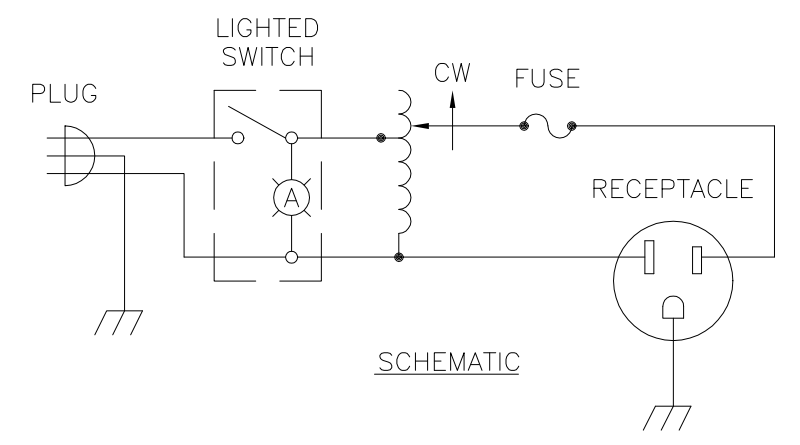 LIGHTED
SWITCH
PLUG
CW
FUSE
RECEPTACLE
A
SCHEMATIC